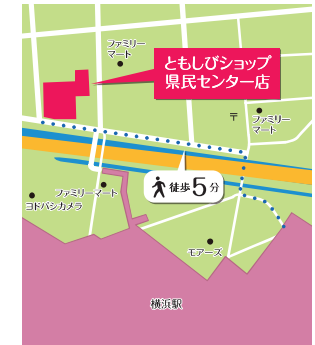 ファミリー
マート
ともしびショップ
県民センター店
〒
ファミリー
マート
徒歩5分
ファミリーマート
ヨドバシカメラ
モアーズ
横浜駅